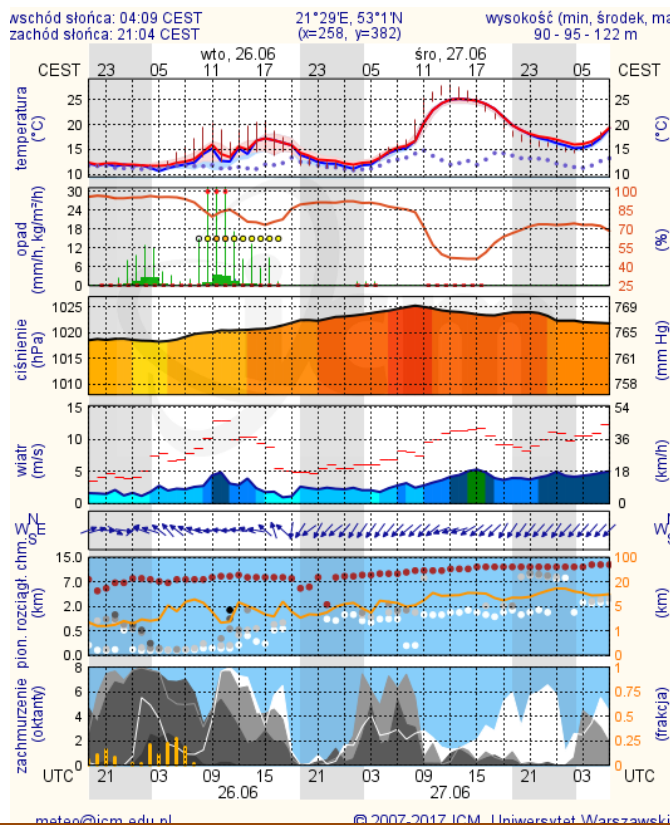 wschód słońca: 04:09 CEST 21°29'E, 53°1'N wysokość (min, środek, ma
zachód słońca: 21:04 CEST (x=258, y=382) 90 - 95 - 122 m
wto, 26.06 śro, 27.06
CEST 23 05 11 17 23 05 11 17 23 05 CEST
temperatura (°C)
25 25
20 20
15 15
10 10
(°C)
opad (mm/h, kg/m²/h)
30 100
24 85
18 70
12 55
6 40
0 25
(%)
ciśnienie (hPa)
1025 769
1020 765
1015 761
1010 758
(mm Hg)
wiatr (m/s)
15 54
10 36
5 18
0 0
(km/h)
N W E S N W S
pion. rozciągł. chm. (km)
15.0 100
7.0 20
2.0 5
0.5 1
0.0 0
(km)
zachmurzenie (oktanty)
8 1
6 0.75
4 0.5
2 0.25
0 0
(frakcja)
UTC 21 03 09 15 21 03 09 15 21 03 UTC
26.06 27.06
meteo@icm.edu.pl © 2007-2017 ICM, Uniwersytet Warszawski